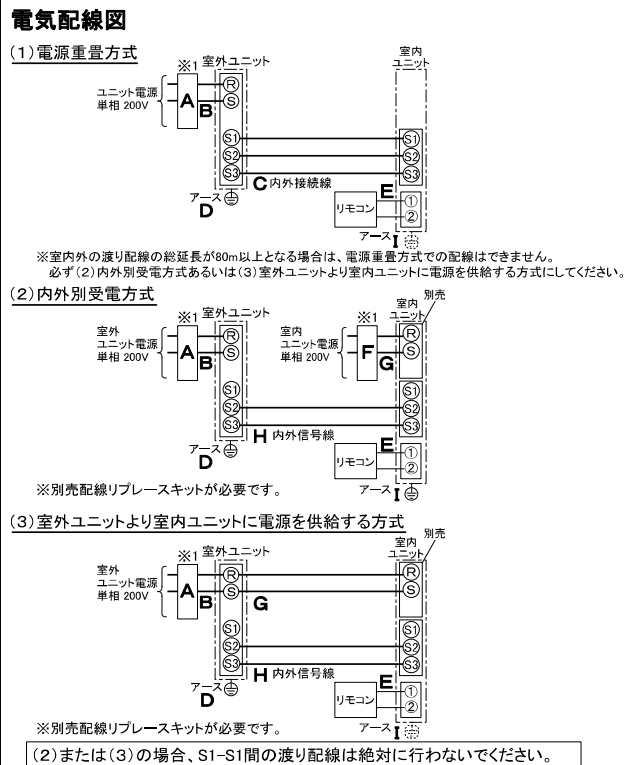 電気配線図
(1)電源重畳方式
※1 室外ユニット
室内
ユニット
ユニット電源
単相 200V
A
B
R
S
S1
S2
S3
S1
S2
S3
C 内外接続線
アース
D
E
リモコン
①
②
アース I
※室内外の渡り配線の総延長が80m以上となる場合は、電源重畳方式での配線はできません。
必ず(2)内外別受電方式あるいは(3)室外ユニットより室内ユニットに電源を供給する方式にしてください。
(2)内外別受電方式
※1 室外ユニット
※1
室内
ユニット
別売
室外
ユニット電源
単相 200V
A
B
R
S
室内
ユニット電源
単相 200V
F
G
R
S
S1
S2
S3
S1
S2
S3
H 内外信号線
アース
D
E
リモコン
①
②
アース I
※別売配線リプレースキットが必要です。
(3)室外ユニットより室内ユニットに電源を供給する方式
※1 室外ユニット
室内
ユニット
別売
室外
ユニット電源
単相 200V
A
B
R
S
G
R
S
S1
S2
S3
S1
S2
S3
H 内外信号線
アース
D
E
リモコン
①
②
アース I
※別売配線リプレースキットが必要です。
(2)または(3)の場合、S1-S1間の渡り配線は絶対に行わないでください。